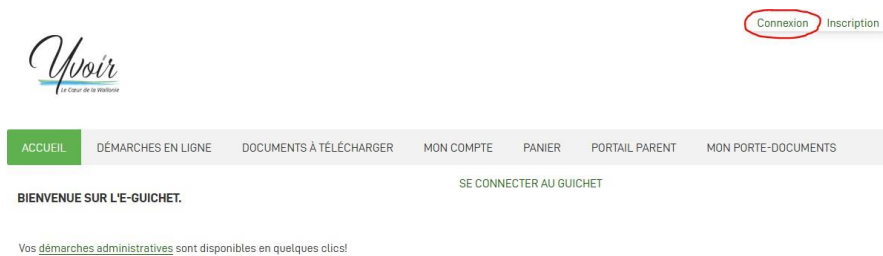 Connexion Inscription
Yvoir
Le Cœur de la Wallonie
ACCUEIL DÉMARCHES EN LIGNE DOCUMENTS À TÉLÉCHARGER MON COMPTE PANIER PORTAIL PARENT MON PORTE-DOCUMENTS
SE CONNECTER AU GUICHET
BIENVENUE SUR L'E-GUICHET.
Vos démarches administratives sont disponibles en quelques clics!